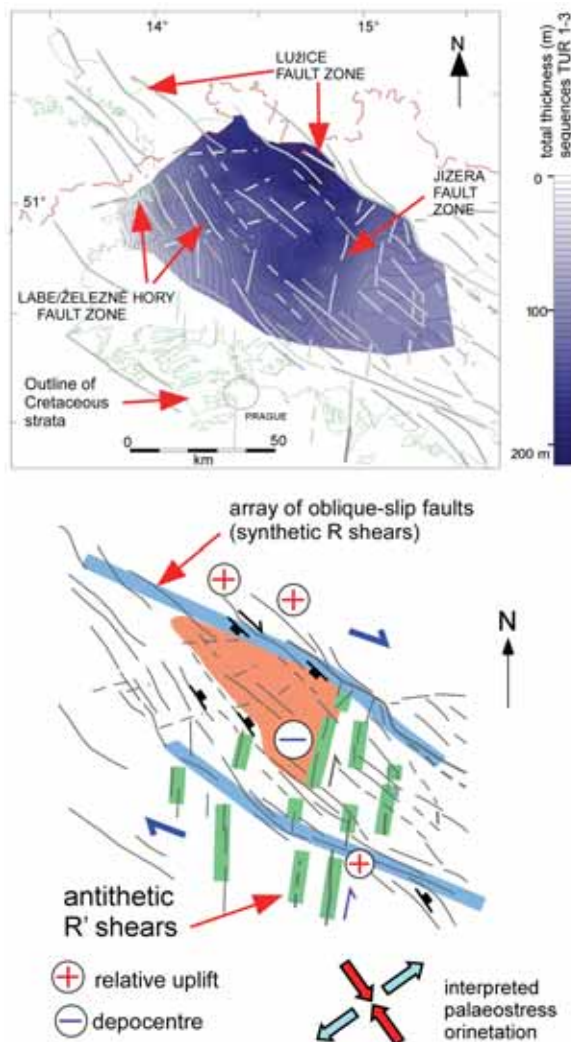 14°
15°
N
LUŽICE
FAULT ZONE
total thickness (m)
sequences TUR 1-3
0
JIZERA
FAULT
ZONE
51°
LABE/ŽELEZNÉ HORY
FAULT ZONE
100
Outline of
Cretaceous
strata
PRAGUE
0
50
km
200 m
array of oblique-slip faults
(synthetic R shears)
N
antithetic
R' shears
relative uplift
depocentre
interpreted
palaeostress
orinetation